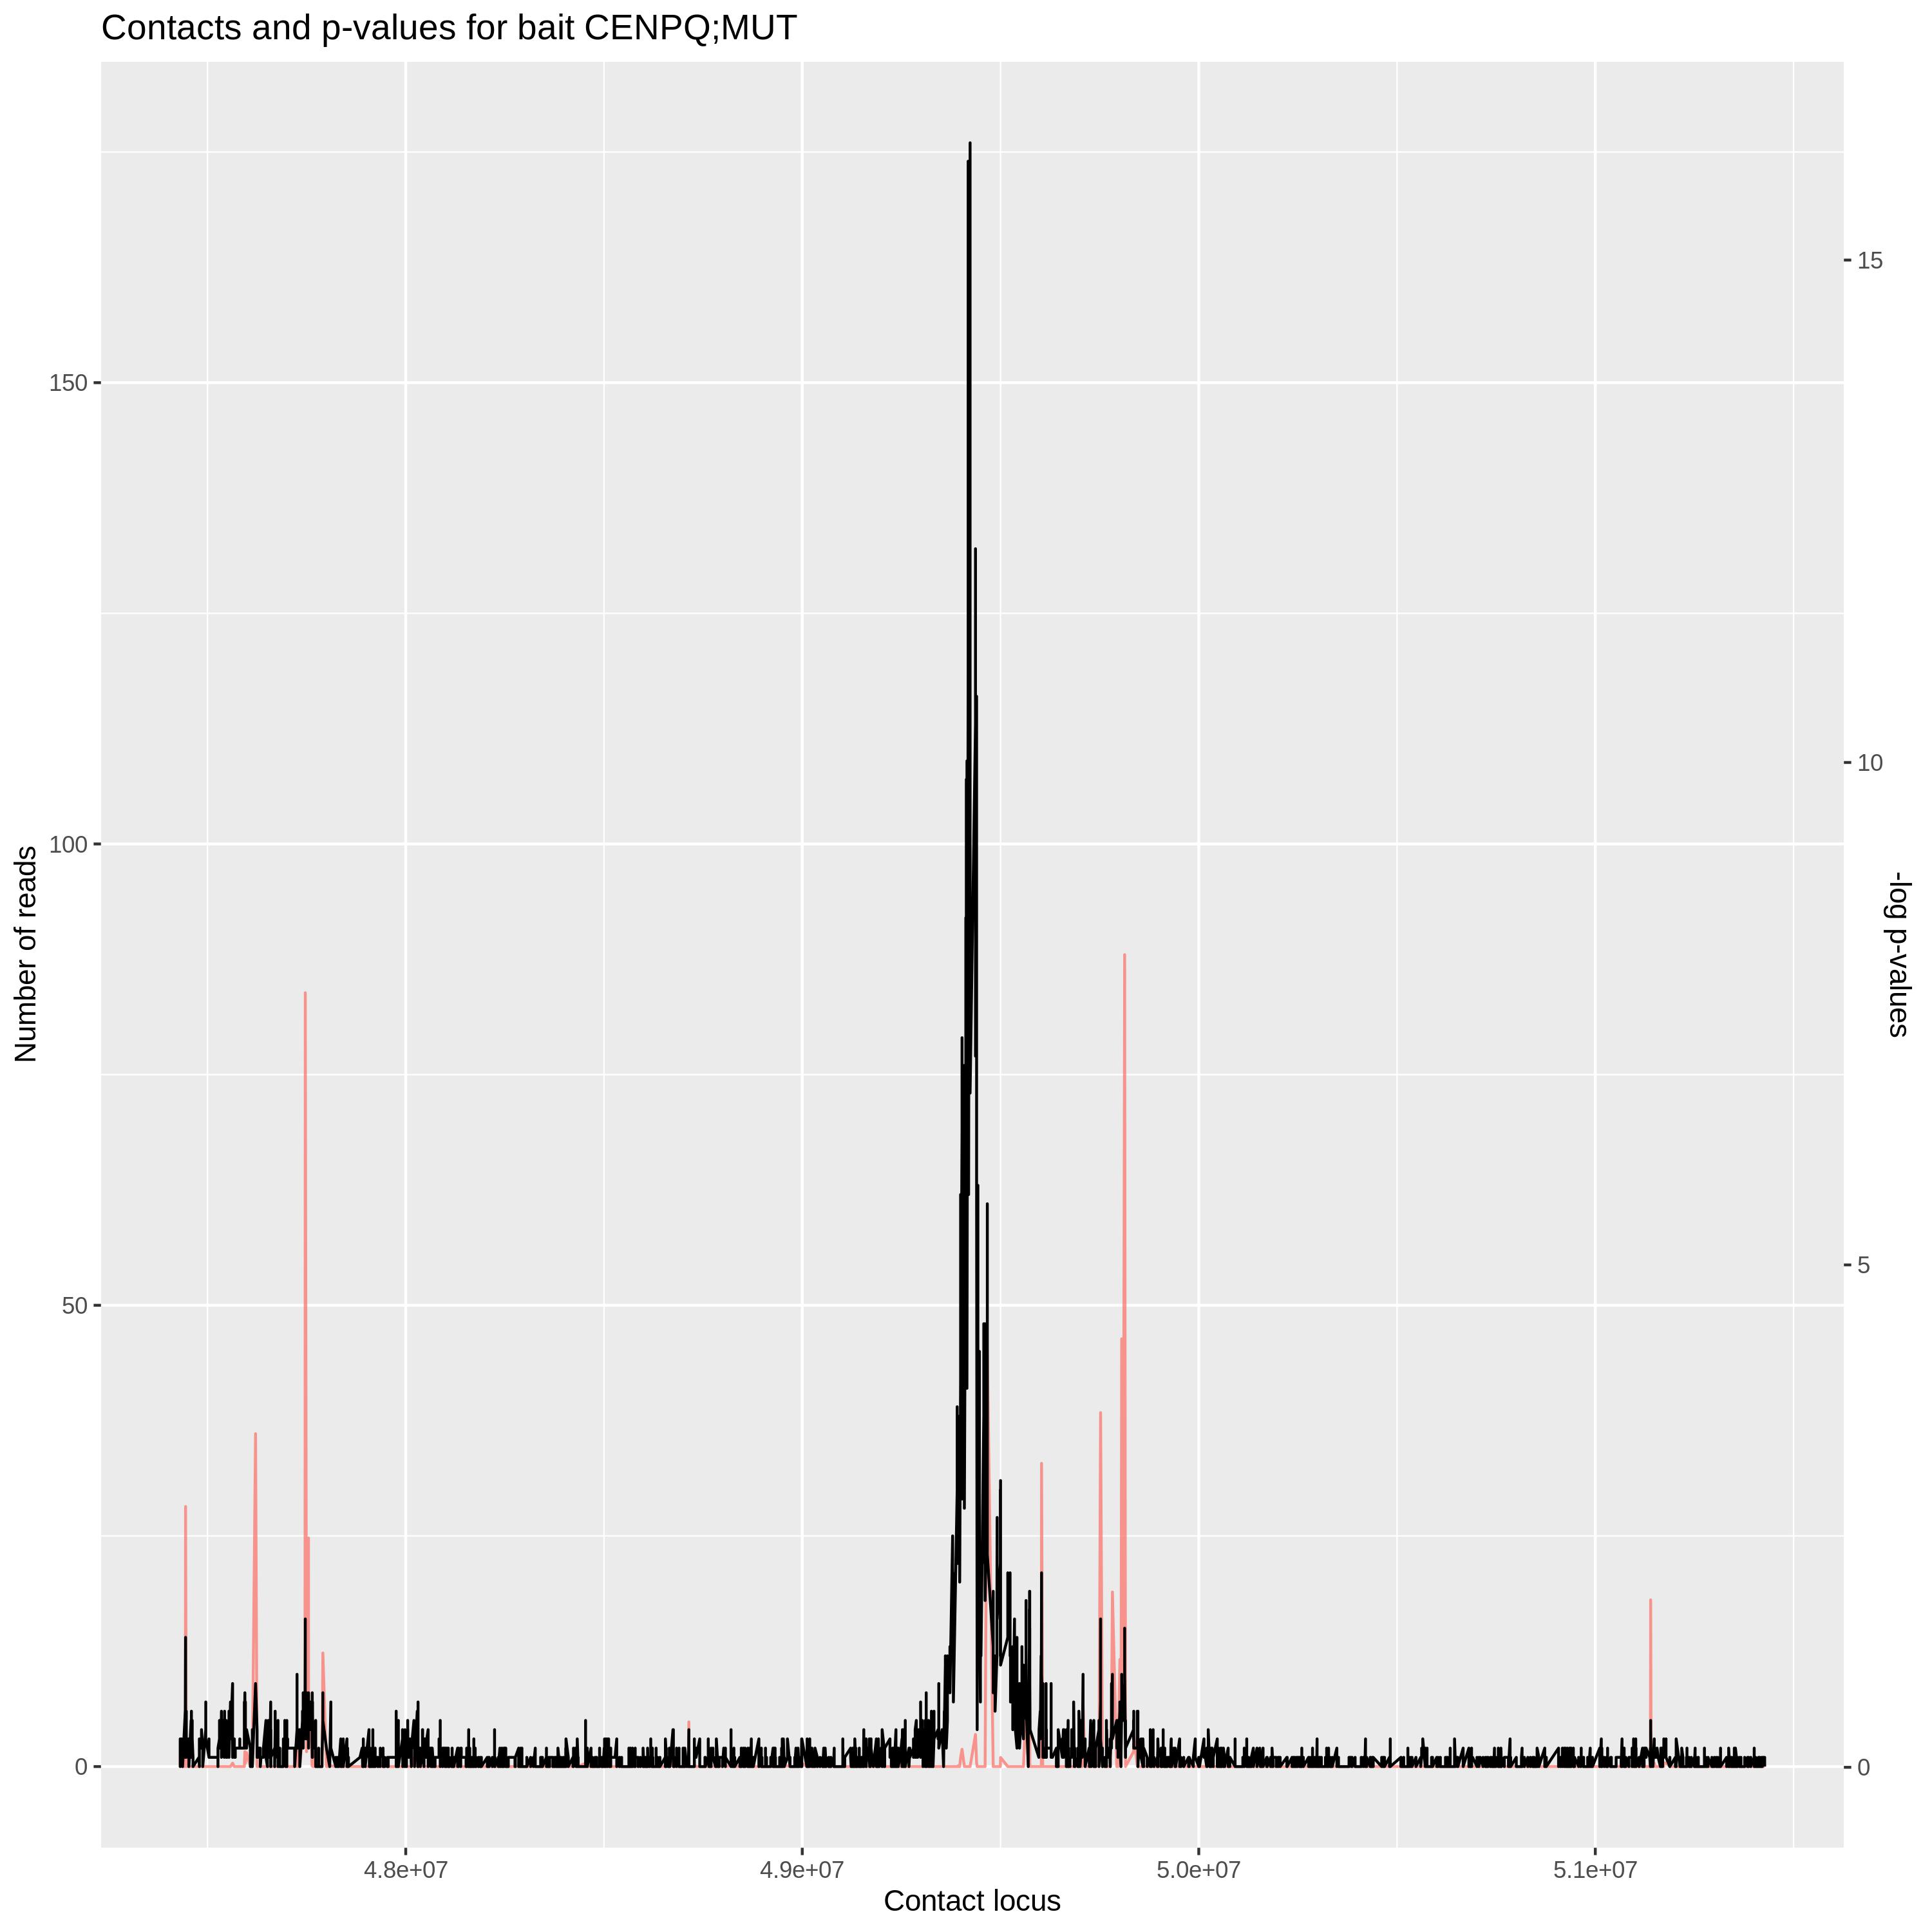 Contacts and p-values for bait CENPQ;MUT
150
100
50
0
Number of reads
15
10
5
0
-log p-values
4.8e+07
4.9e+07
5.0e+07
5.1e+07
Contact locus